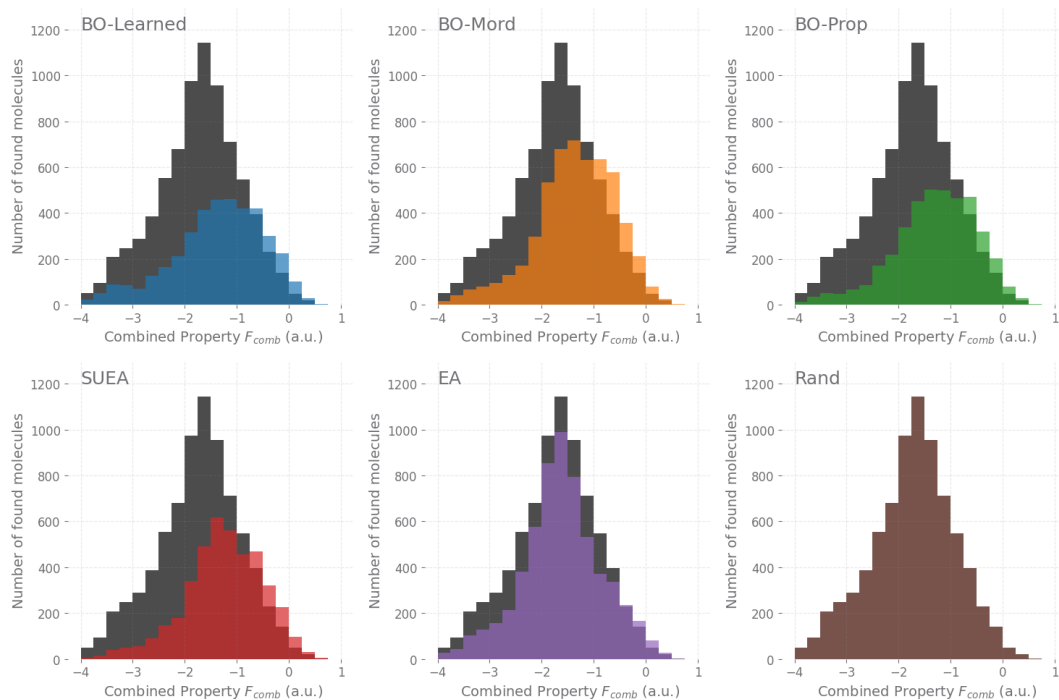 BO-Learned
Number of found molecules
1200
1000
800
600
400
200
0
−4 −3 −2 −1 0 1
Combined Property F_comb (a.u.)
BO-Mord
Number of found molecules
1200
1000
800
600
400
200
0
−4 −3 −2 −1 0 1
Combined Property F_comb (a.u.)
BO-Prop
Number of found molecules
1200
1000
800
600
400
200
0
−4 −3 −2 −1 0 1
Combined Property F_comb (a.u.)
SUEA
Number of found molecules
1200
1000
800
600
400
200
0
−4 −3 −2 −1 0 1
Combined Property F_comb (a.u.)
EA
Number of found molecules
1200
1000
800
600
400
200
0
−4 −3 −2 −1 0 1
Combined Property F_comb (a.u.)
Rand
Number of found molecules
1200
1000
800
600
400
200
0
−4 −3 −2 −1 0 1
Combined Property F_comb (a.u.)